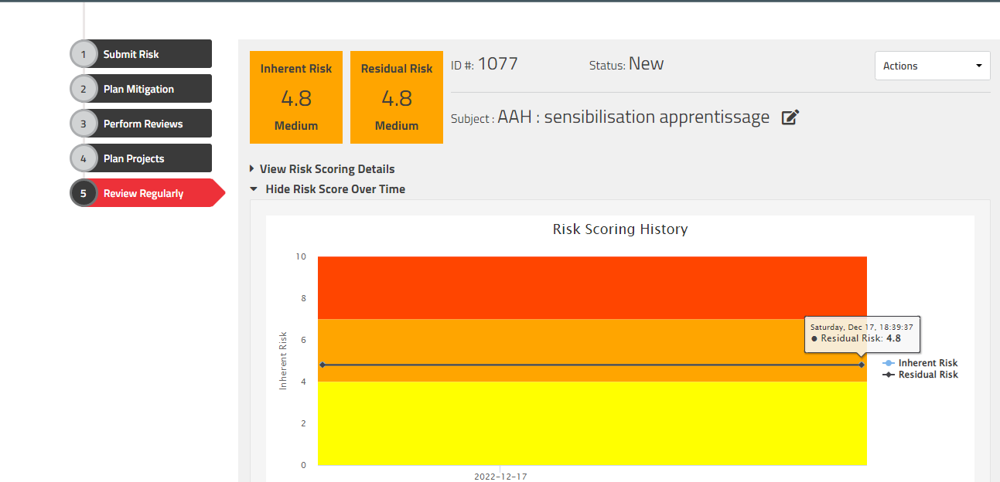 1 Submit Risk
2 Plan Mitigation
3 Perform Reviews
4 Plan Projects
5 Review Regularly
Inherent Risk
4.8
Medium
Residual Risk
4.8
Medium
ID #: 1077
Status: New
Actions
Subject : AAH : sensibilisation apprentissage
View Risk Scoring Details
Hide Risk Score Over Time
Risk Scoring History
Inherent Risk
10
8
6
4
2
0
Saturday, Dec 17, 18:39:37
Residual Risk: 4.8
Inherent Risk
Residual Risk
2022-12-17